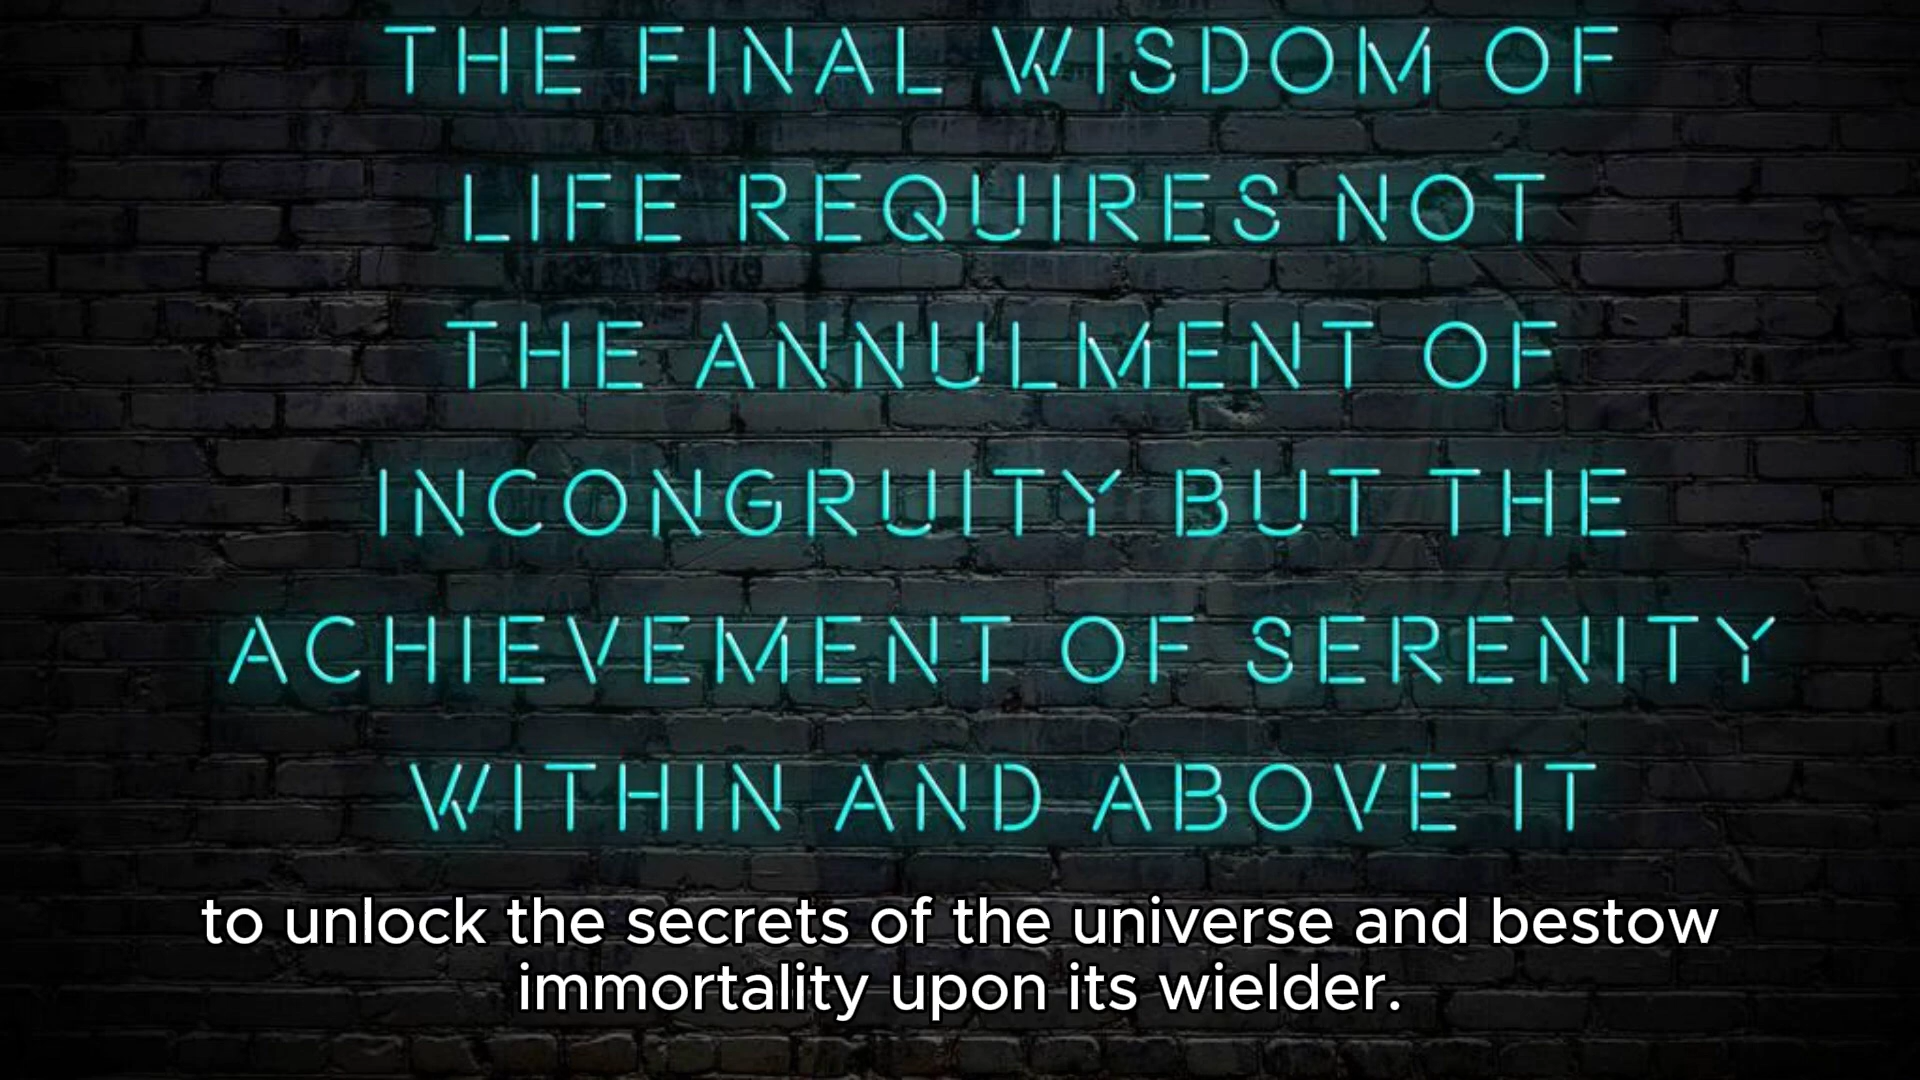 THE FINAL WISDOM OF
LIFE REQUIRES NOT
THE ANNULMENT OF
INCONGRUITY BUT THE
ACHIEVEMENT OF SERENITY
WITHIN AND ABOVE IT
to unlock the secrets of the universe and bestow
immortality upon its wielder.